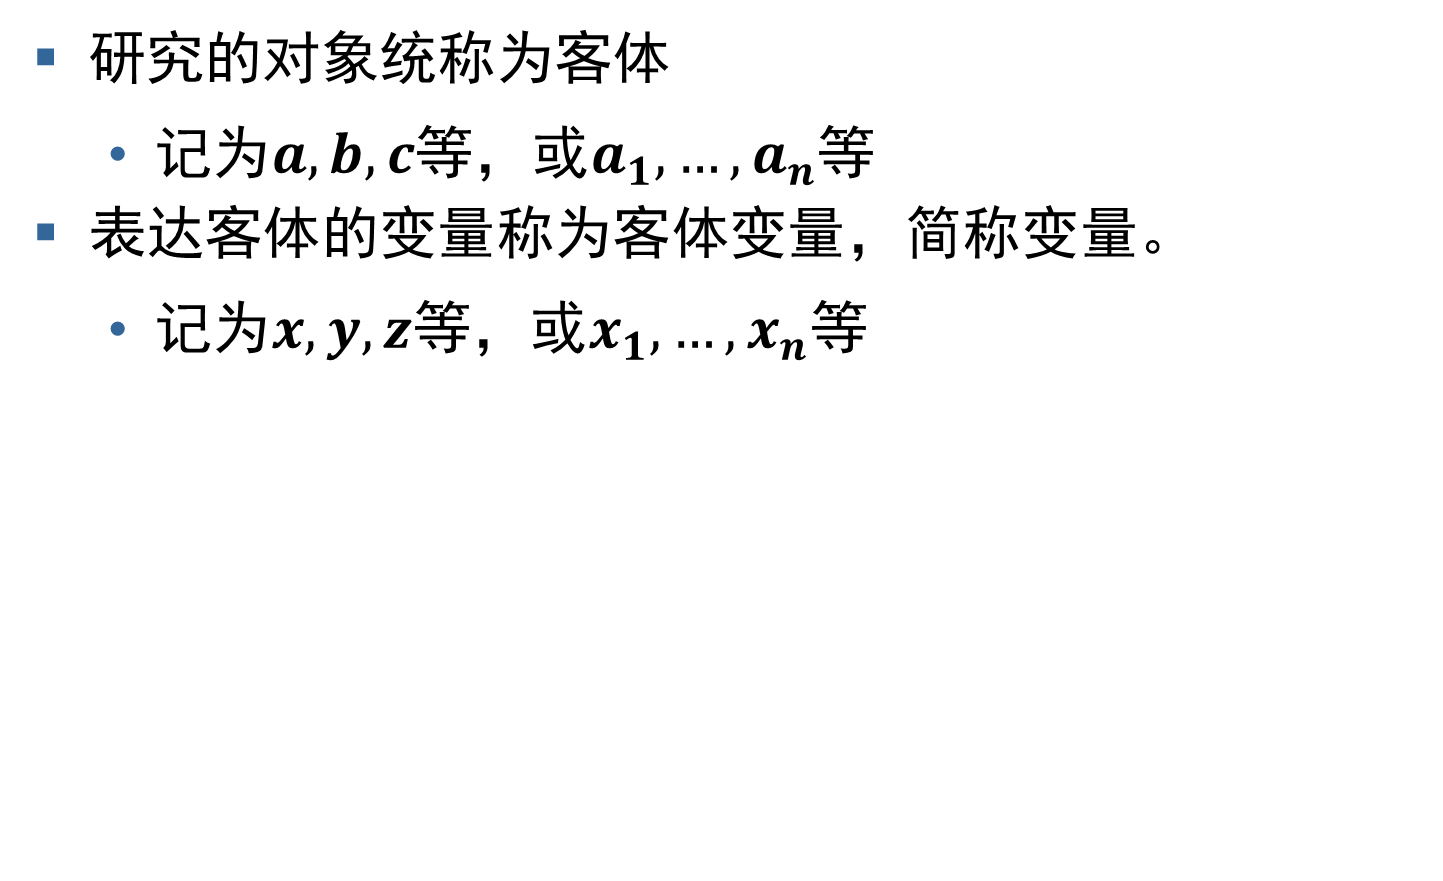 ▪ 研究的对象统称为客体
• 记为a, b, c等，或a₁, …, aₙ等
▪ 表达客体的变量称为客体变量，简称变量。
• 记为x, y, z等，或x₁, …, xₙ等